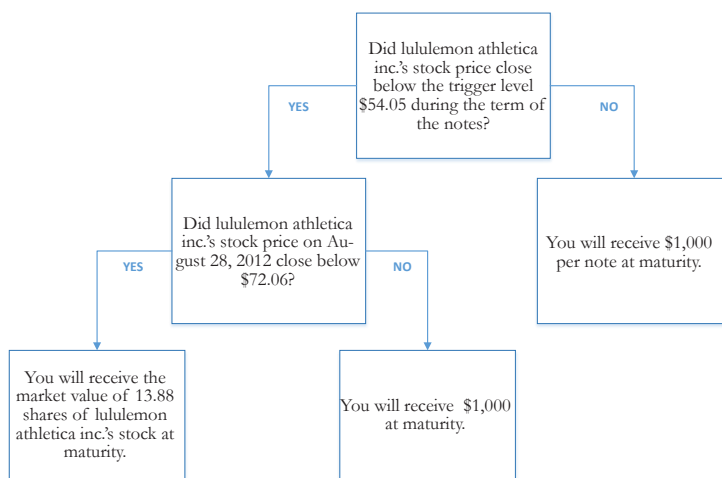 Did lululemon athletica
inc.'s stock price close
below the trigger level
$54.05 during the term of
the notes?
YES
NO
Did lululemon athletica
inc.'s stock price on Au-
gust 28, 2012 close below
$72.06?
You will receive $1,000
per note at maturity.
YES
NO
You will receive the
market value of 13.88
shares of lululemon
athletica inc.'s stock at
maturity.
You will receive $1,000
at maturity.